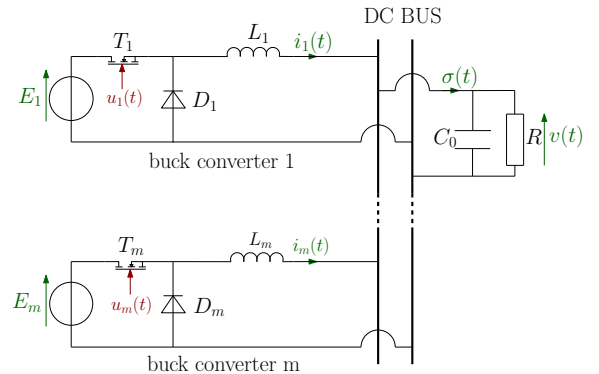 DC BUS
T₁
L₁
i₁(t)
E₁
u₁(t)
D₁
σ(t)
C₀
R
v(t)
buck converter 1
Tₘ
Lₘ
iₘ(t)
Eₘ
uₘ(t)
Dₘ
buck converter m